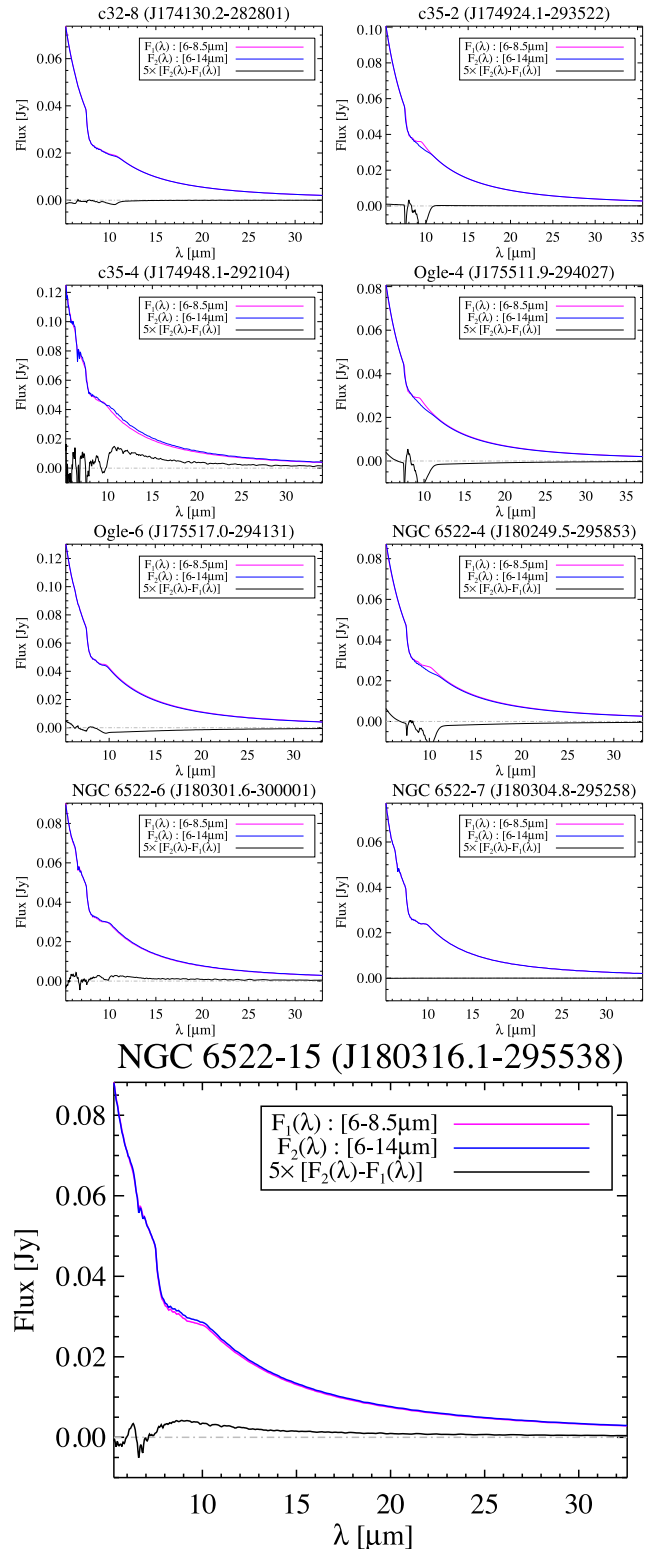 c32-8 (J174130.2-282801)
F₁(λ) : [6-8.5μm]
F₂(λ) : [6-14μm]
5× [F₂(λ)-F₁(λ)]
Flux [Jy]
0.06
0.04
0.02
0.00
10 15 20 25 30
λ [μm]
c35-2 (J174924.1-293522)
F₁(λ) : [6-8.5μm]
F₂(λ) : [6-14μm]
5× [F₂(λ)-F₁(λ)]
Flux [Jy]
0.10
0.08
0.06
0.04
0.02
0.00
10 15 20 25 30 35
λ [μm]
c35-4 (J174948.1-292104)
F₁(λ) : [6-8.5μm]
F₂(λ) : [6-14μm]
5× [F₂(λ)-F₁(λ)]
Flux [Jy]
0.12
0.10
0.08
0.06
0.04
0.02
0.00
10 15 20 25 30
λ [μm]
Ogle-4 (J175511.9-294027)
F₁(λ) : [6-8.5μm]
F₂(λ) : [6-14μm]
5× [F₂(λ)-F₁(λ)]
Flux [Jy]
0.08
0.06
0.04
0.02
0.00
10 15 20 25 30 35
λ [μm]
Ogle-6 (J175517.0-294131)
F₁(λ) : [6-8.5μm]
F₂(λ) : [6-14μm]
5× [F₂(λ)-F₁(λ)]
Flux [Jy]
0.12
0.10
0.08
0.06
0.04
0.02
0.00
10 15 20 25 30
λ [μm]
NGC 6522-4 (J180249.5-295853)
F₁(λ) : [6-8.5μm]
F₂(λ) : [6-14μm]
5× [F₂(λ)-F₁(λ)]
Flux [Jy]
0.08
0.06
0.04
0.02
0.00
10 15 20 25 30
λ [μm]
NGC 6522-6 (J180301.6-300001)
F₁(λ) : [6-8.5μm]
F₂(λ) : [6-14μm]
5× [F₂(λ)-F₁(λ)]
Flux [Jy]
0.08
0.06
0.04
0.02
0.00
10 15 20 25 30
λ [μm]
NGC 6522-7 (J180304.8-295258)
F₁(λ) : [6-8.5μm]
F₂(λ) : [6-14μm]
5× [F₂(λ)-F₁(λ)]
Flux [Jy]
0.06
0.04
0.02
0.00
10 15 20 25 30
λ [μm]
NGC 6522-15 (J180316.1-295538)
F₁(λ) : [6-8.5μm]
F₂(λ) : [6-14μm]
5× [F₂(λ)-F₁(λ)]
Flux [Jy]
0.08
0.06
0.04
0.02
0.00
10 15 20 25 30
λ [μm]